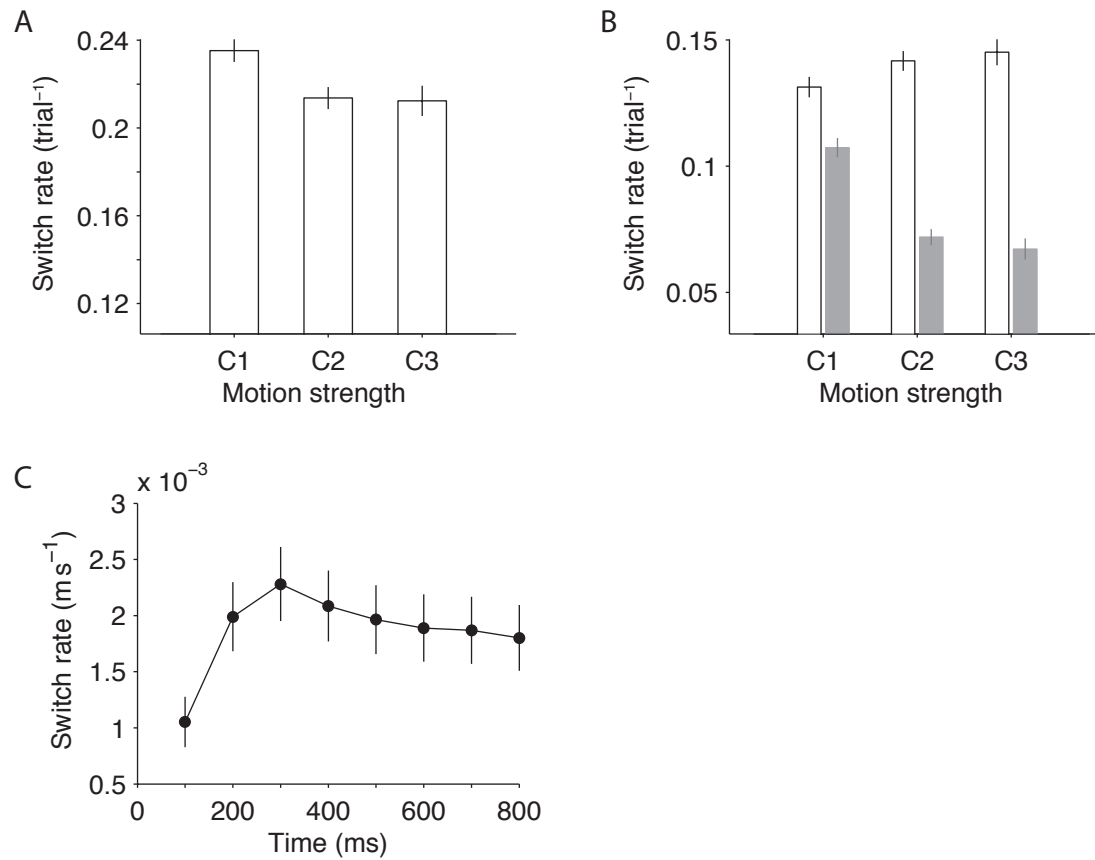 A
0.24
0.2
0.16
0.12
Switch rate (trial⁻¹)
C1 C2 C3
Motion strength
B
0.15
0.1
0.05
Switch rate (trial⁻¹)
C1 C2 C3
Motion strength
C
x 10⁻³
3
2.5
2
1.5
1
0.5
Switch rate (ms⁻¹)
0 200 400 600 800
Time (ms)